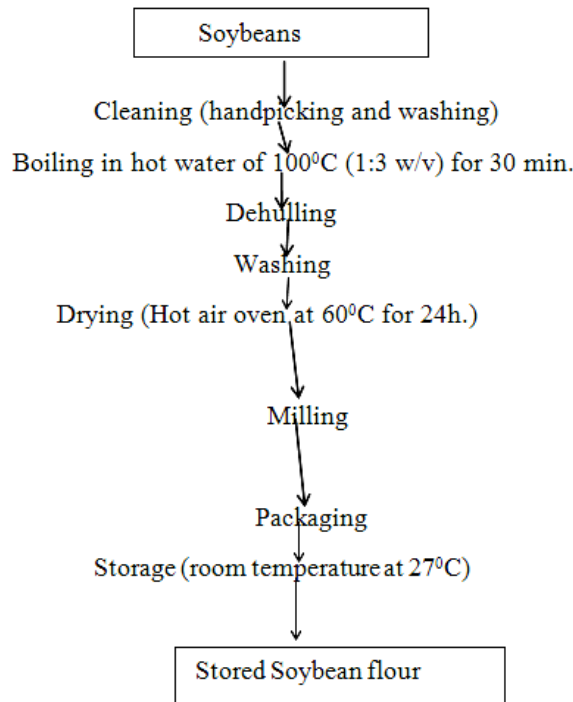 Soybeans
Cleaning (handpicking and washing)
Boiling in hot water of 100⁰C (1:3 w/v) for 30 min.
Dehulling
Washing
Drying (Hot air oven at 60⁰C for 24h.)
Milling
Packaging
Storage (room temperature at 27⁰C)
Stored Soybean flour